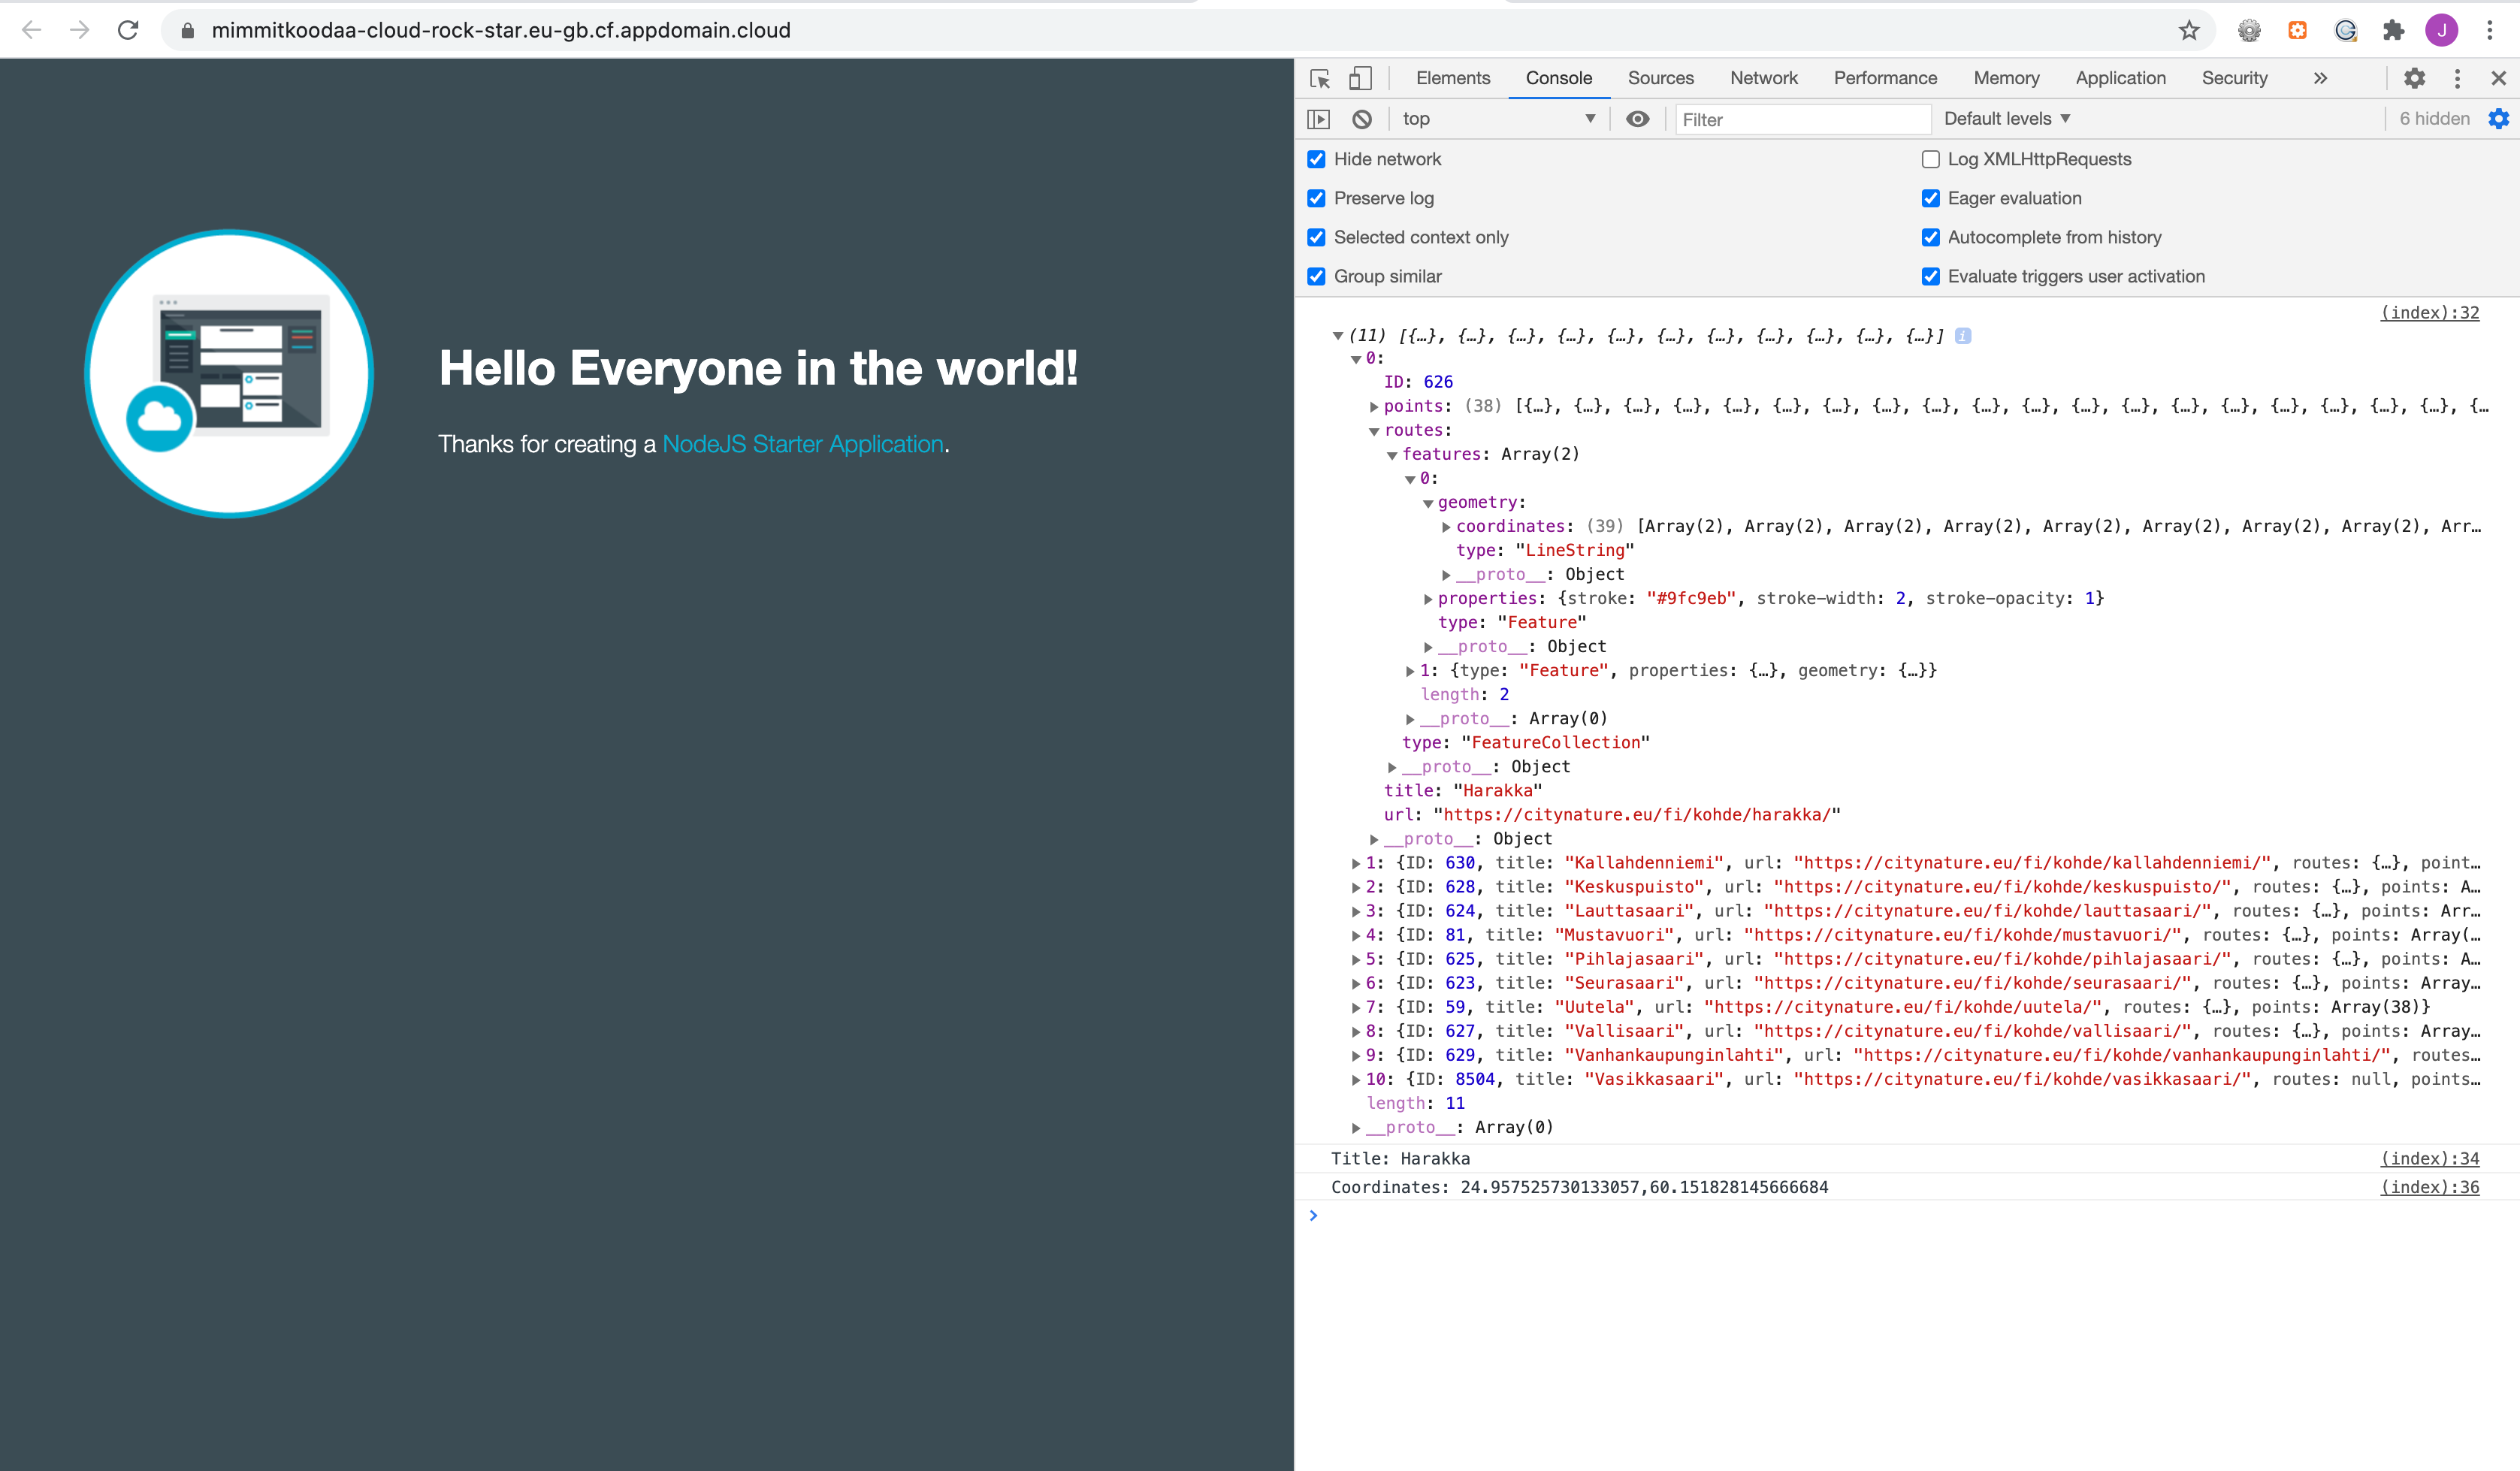 mimmitkoodaa-cloud-rock-star.eu-gb.cf.appdomain.cloud
J
Hello Everyone in the world!
Thanks for creating a NodeJS Starter Application.
Elements Console Sources Network Performance Memory Application Security »
top Filter Default levels 6 hidden
Hide network
Log XMLHttpRequests
Preserve log
Eager evaluation
Selected context only
Autocomplete from history
Group similar
Evaluate triggers user activation
(index):32
(11) [{…}, {…}, {…}, {…}, {…}, {…}, {…}, {…}, {…}, {…}, {…}] i
0:
ID: 626
points: (38) [{…}, {…}, {…}, {…}, {…}, {…}, {…}, {…}, {…}, {…}, {…}, {…}, {…}, {…}, {…}, {…}, {…}, {…}, {…}, {…
routes:
features: Array(2)
0:
geometry:
coordinates: (39) [Array(2), Array(2), Array(2), Array(2), Array(2), Array(2), Array(2), Array(2), Arr…
type: "LineString"
__proto__: Object
properties: {stroke: "#9fc9eb", stroke-width: 2, stroke-opacity: 1}
type: "Feature"
__proto__: Object
1: {type: "Feature", properties: {…}, geometry: {…}}
length: 2
__proto__: Array(0)
type: "FeatureCollection"
__proto__: Object
title: "Harakka"
url: "https://citynature.eu/fi/kohde/harakka/"
__proto__: Object
1: {ID: 630, title: "Kallahdenniemi", url: "https://citynature.eu/fi/kohde/kallahdenniemi/", routes: {…}, point…
2: {ID: 628, title: "Keskuspuisto", url: "https://citynature.eu/fi/kohde/keskuspuisto/", routes: {…}, points: A…
3: {ID: 624, title: "Lauttasaari", url: "https://citynature.eu/fi/kohde/lauttasaari/", routes: {…}, points: Arr…
4: {ID: 81, title: "Mustavuori", url: "https://citynature.eu/fi/kohde/mustavuori/", routes: {…}, points: Array(…
5: {ID: 625, title: "Pihlajasaari", url: "https://citynature.eu/fi/kohde/pihlajasaari/", routes: {…}, points: A…
6: {ID: 623, title: "Seurasaari", url: "https://citynature.eu/fi/kohde/seurasaari/", routes: {…}, points: Array…
7: {ID: 59, title: "Uutela", url: "https://citynature.eu/fi/kohde/uutela/", routes: {…}, points: Array(38)}
8: {ID: 627, title: "Vallisaari", url: "https://citynature.eu/fi/kohde/vallisaari/", routes: {…}, points: Array…
9: {ID: 629, title: "Vanhankaupunginlahti", url: "https://citynature.eu/fi/kohde/vanhankaupunginlahti/", routes…
10: {ID: 8504, title: "Vasikkasaari", url: "https://citynature.eu/fi/kohde/vasikkasaari/", routes: null, points…
length: 11
__proto__: Array(0)
Title: Harakka (index):34
Coordinates: 24.957525730133057,60.151828145666684 (index):36